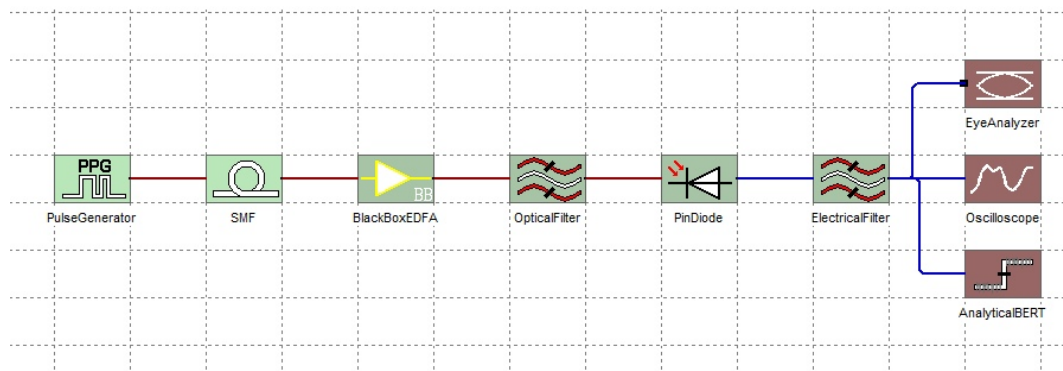 EyeAnalyzer
PPG
BB
PulseGenerator
SMF
BlackBoxEDFA
OpticalFilter
PinDiode
ElectricalFilter
Oscilloscope
AnalyticalBERT